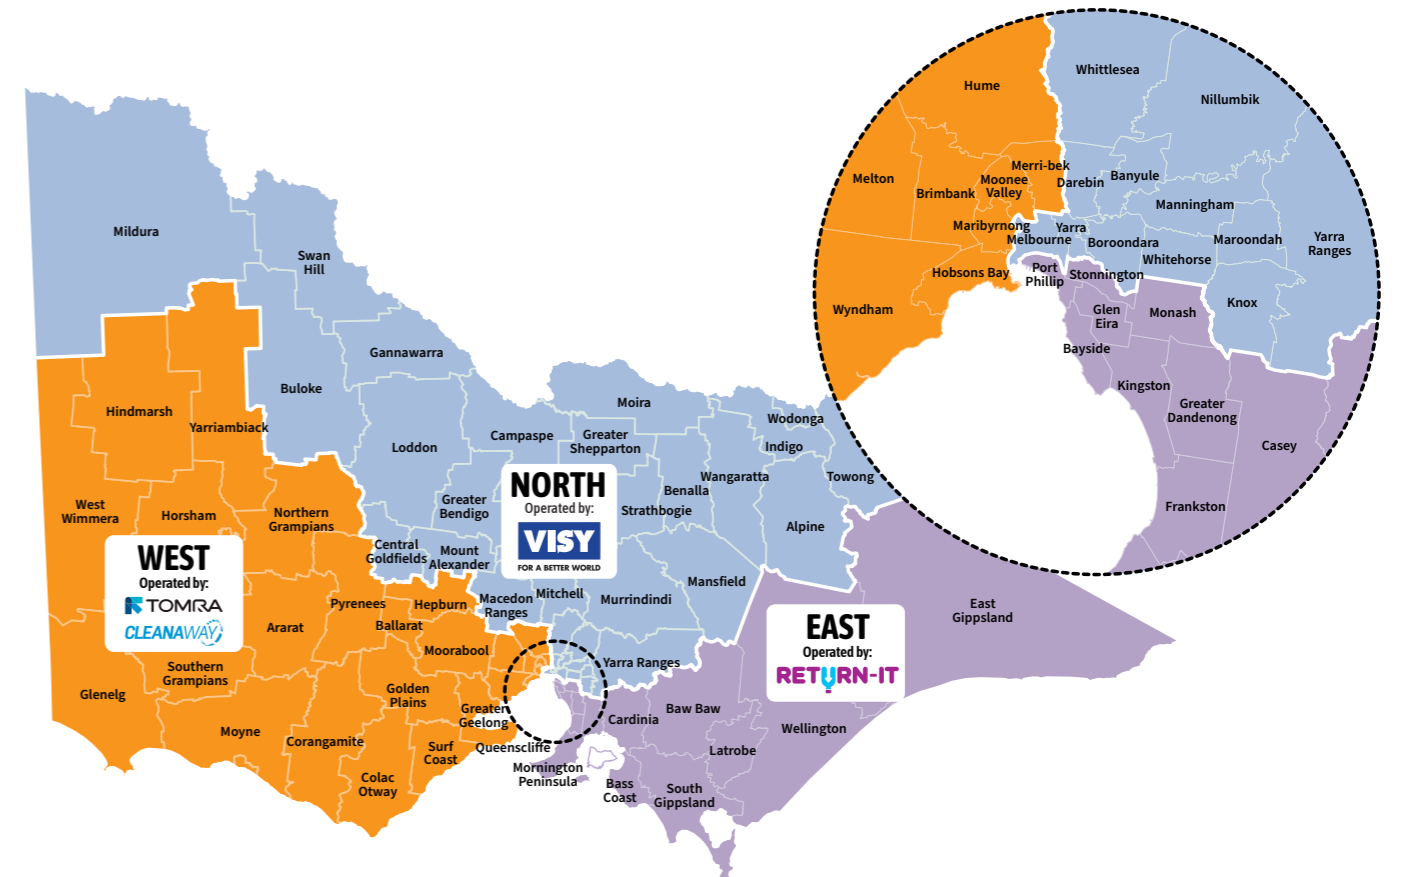 Whittlesea
Hume
Nillumbik
Merri-bek
Melton
Moonee
Valley
Darebin
Banyule
Brimbank
Manningham
Maribyrnong
Yarra
Melbourne
Boroondara
Maroondah
Yarra
Ranges
Whitehorse
Hobsons Bay
Port
Phillip
Stonnington
Wyndham
Glen
Eira
Monash
Knox
Bayside
Kingston
Greater
Dandenong
Casey
Frankston
Mildura
Swan
Hill
Gannawarra
Buloke
Hindmarsh
Yarriambiack
Moira
Wodonga
Campaspe
Greater
Shepparton
Indigo
Loddon
Wangaratta
Towong
Benalla
NORTH
Operated by:
VISY
FOR A BETTER WORLD
Strathbogie
West
Wimmera
Horsham
Northern
Grampians
Greater
Bendigo
Alpine
Central
Goldfields
Mount
Alexander
WEST
Operated by:
TOMRA
CLEANAWAY
Mansfield
Pyrenees
Hepburn
Macedon
Ranges
Mitchell
Murrindindi
East
Gippsland
Ararat
Ballarat
EAST
Operated by:
RETURN-IT
Moorabool
Yarra Ranges
Southern
Grampians
Glenelg
Golden
Plains
Greater
Geelong
Cardinia
Baw Baw
Wellington
Moyne
Corangamite
Surf
Coast
Queenscliffe
Latrobe
Mornington
Peninsula
Colac
Otway
Bass
Coast
South
Gippsland